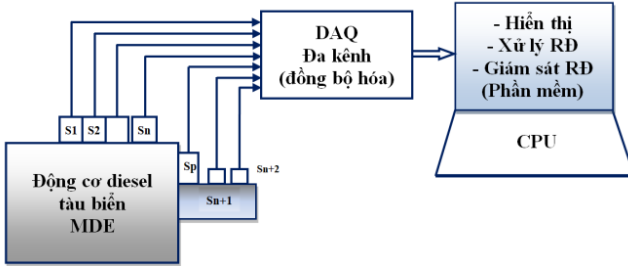 DAQ
Đa kênh
(đồng bộ hóa)
- Hiển thị
- Xử lý RĐ
- Giám sát RĐ
(Phần mềm)
CPU
S1
S2
Sn
Sp
Sn+2
Sn+1
Động cơ diesel
tàu biển
MDE